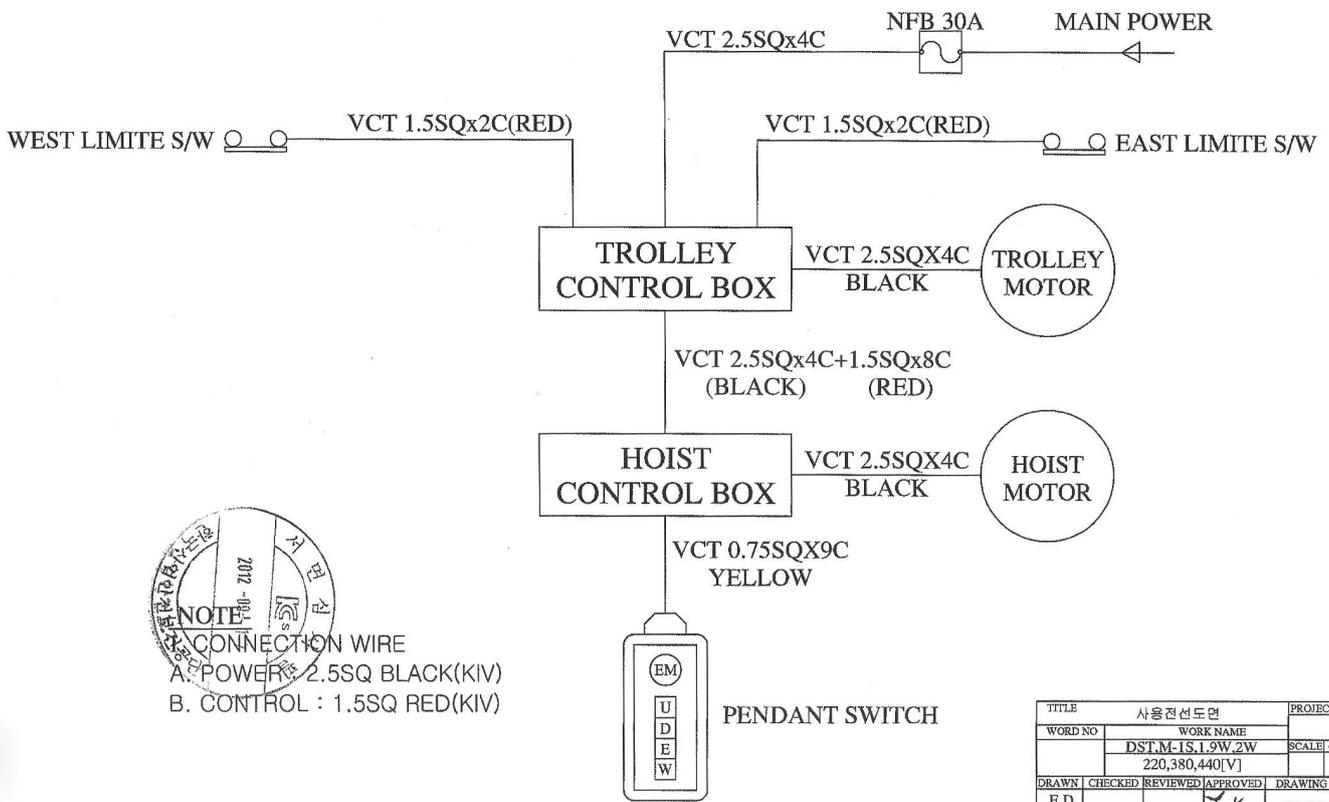 NFB 30A
MAIN POWER
VCT 2.5SQx4C
WEST LIMITE S/W
VCT 1.5SQx2C(RED)
VCT 1.5SQx2C(RED)
EAST LIMITE S/W
TROLLEY
CONTROL BOX
VCT 2.5SQX4C
BLACK
TROLLEY
MOTOR
VCT 2.5SQx4C+1.5SQx8C
(BLACK) (RED)
HOIST
CONTROL BOX
VCT 2.5SQX4C
BLACK
HOIST
MOTOR
VCT 0.75SQX9C
YELLOW
서면심
2012
NOTE
CONNECTION WIRE
A. POWER : 2.5SQ BLACK(KIV)
B. CONTROL : 1.5SQ RED(KIV)
EM
U
D
E
W
PENDANT SWITCH
TITLE 사용전선도면 PROJEC
WORD NO WORK NAME
DST.M-1S,1.9W,2W SCALE
220,380,440[V]
DRAWN CHECKED REVIEWED APPROVED DRAWING